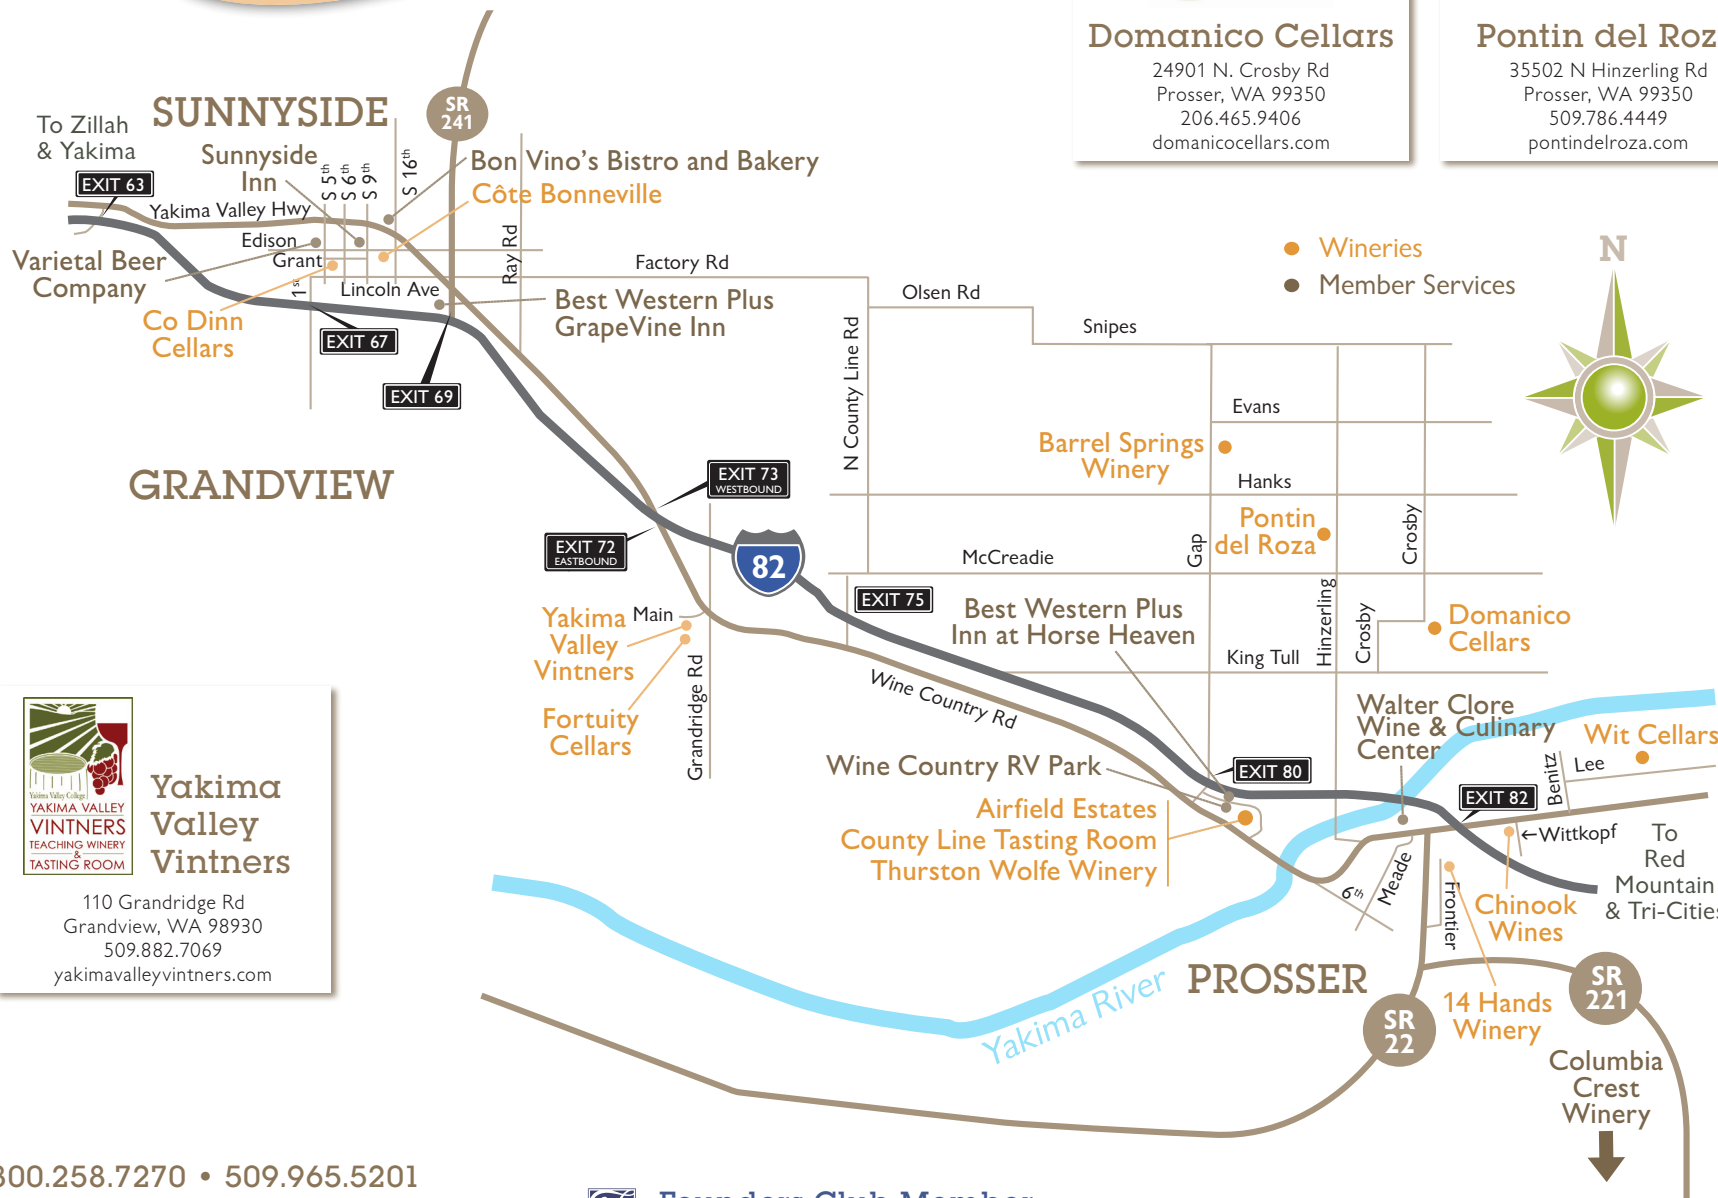 Domanico Cellars
24901 N. Crosby Rd
Prosser, WA 99350
206.465.9406
domanicocellars.com
Pontin del Roz
35502 N Hinzerling Rd
Prosser, WA 99350
509.786.4449
pontindelroza.com
SUNNYSIDE
SR
241
To Zillah
& Yakima
EXIT 63
Sunnyside
Inn
S 5th
S 6th
S 9th
S 16th
Bon Vino's Bistro and Bakery
Côte Bonneville
Yakima Valley Hwy
Edison
Grant
Varietal Beer
Company
1st
Lincoln Ave
Ray Rd
Factory Rd
Co Dinn
Cellars
EXIT 67
EXIT 69
Best Western Plus
GrapeVine Inn
Olsen Rd
Snipes
N County Line Rd
Wineries
Member Services
N
Evans
Barrel Springs
Winery
Hanks
GRANDVIEW
EXIT 73
WESTBOUND
EXIT 72
EASTBOUND
82
Pontin
del Roza
Gap
Crosby
McCreadie
EXIT 75
Best Western Plus
Inn at Horse Heaven
Hinzerling
Crosby
Domanico
Cellars
King Tull
Yakima
Valley
Vintners
Main
Fortuity
Cellars
Grandridge Rd
Wine Country Rd
Walter Clore
Wine & Culinary
Center
Wit Cellars
Benitz
Lee
Wine Country RV Park
EXIT 80
EXIT 82
Airfield Estates
County Line Tasting Room
Thurston Wolfe Winery
←Wittkopf
To
Red
Mountain
& Tri-Cities
6th
Meade
Frontier
Chinook
Wines
Yakima Valley College
YAKIMA VALLEY
VINTNERS
TEACHING WINERY
&
TASTING ROOM
Yakima
Valley
Vintners
110 Grandridge Rd
Grandview, WA 98930
509.882.7069
yakimavalleyvintners.com
Yakima River
PROSSER
SR
22
14 Hands
Winery
SR
221
Columbia
Crest
Winery
800.258.7270 • 509.965.5201
Founders Club Member